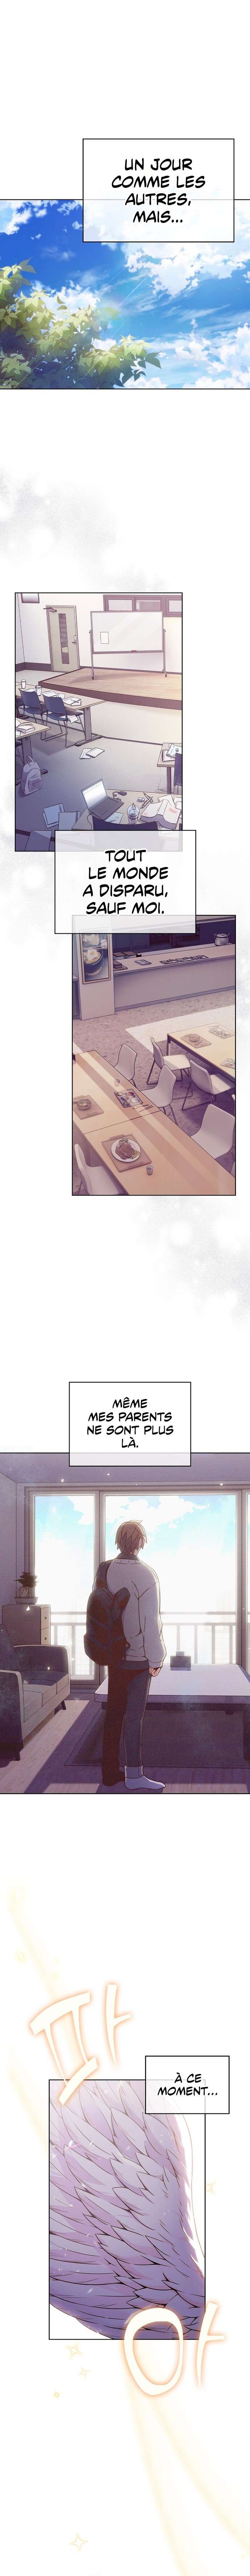 UN JOUR
COMME LES
AUTRES,
MAIS...
TOUT
LE MONDE
A DISPARU,
SAUF MOI.
MÊME
MES PARENTS
NE SONT PLUS
LÀ.
À CE
MOMENT...
파
아